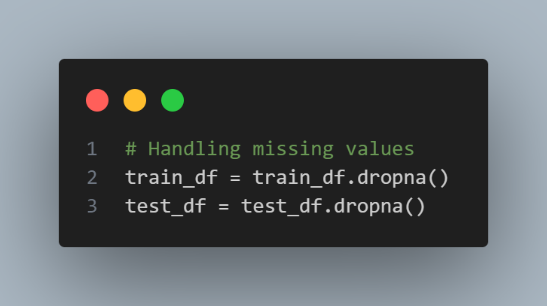 1 # Handling missing values
2 train_df = train_df.dropna()
3 test_df = test_df.dropna()